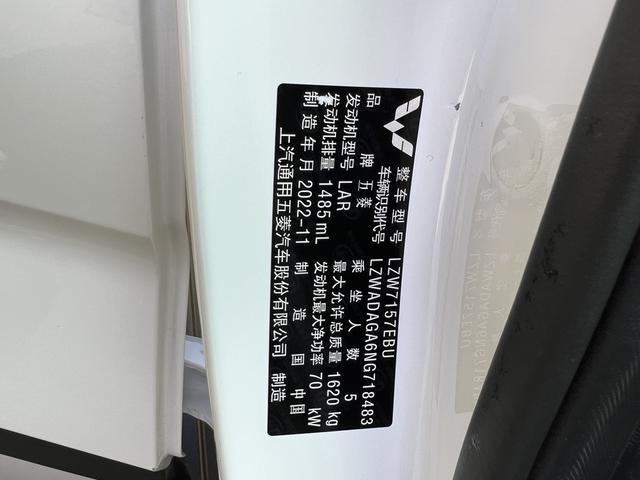 整车型号 LZW7157EBU
车辆识别代号 LZWADAGA6NG718483
品 牌 五菱 乘坐人数 5
发动机型号 LAR 最大允许总质量 1620 kg
发动机排量 1485 mL 发动机最大净功率 70 kW
制造年月 2022-11 制造国 中国
上汽通用五菱汽车股份有限公司 制造